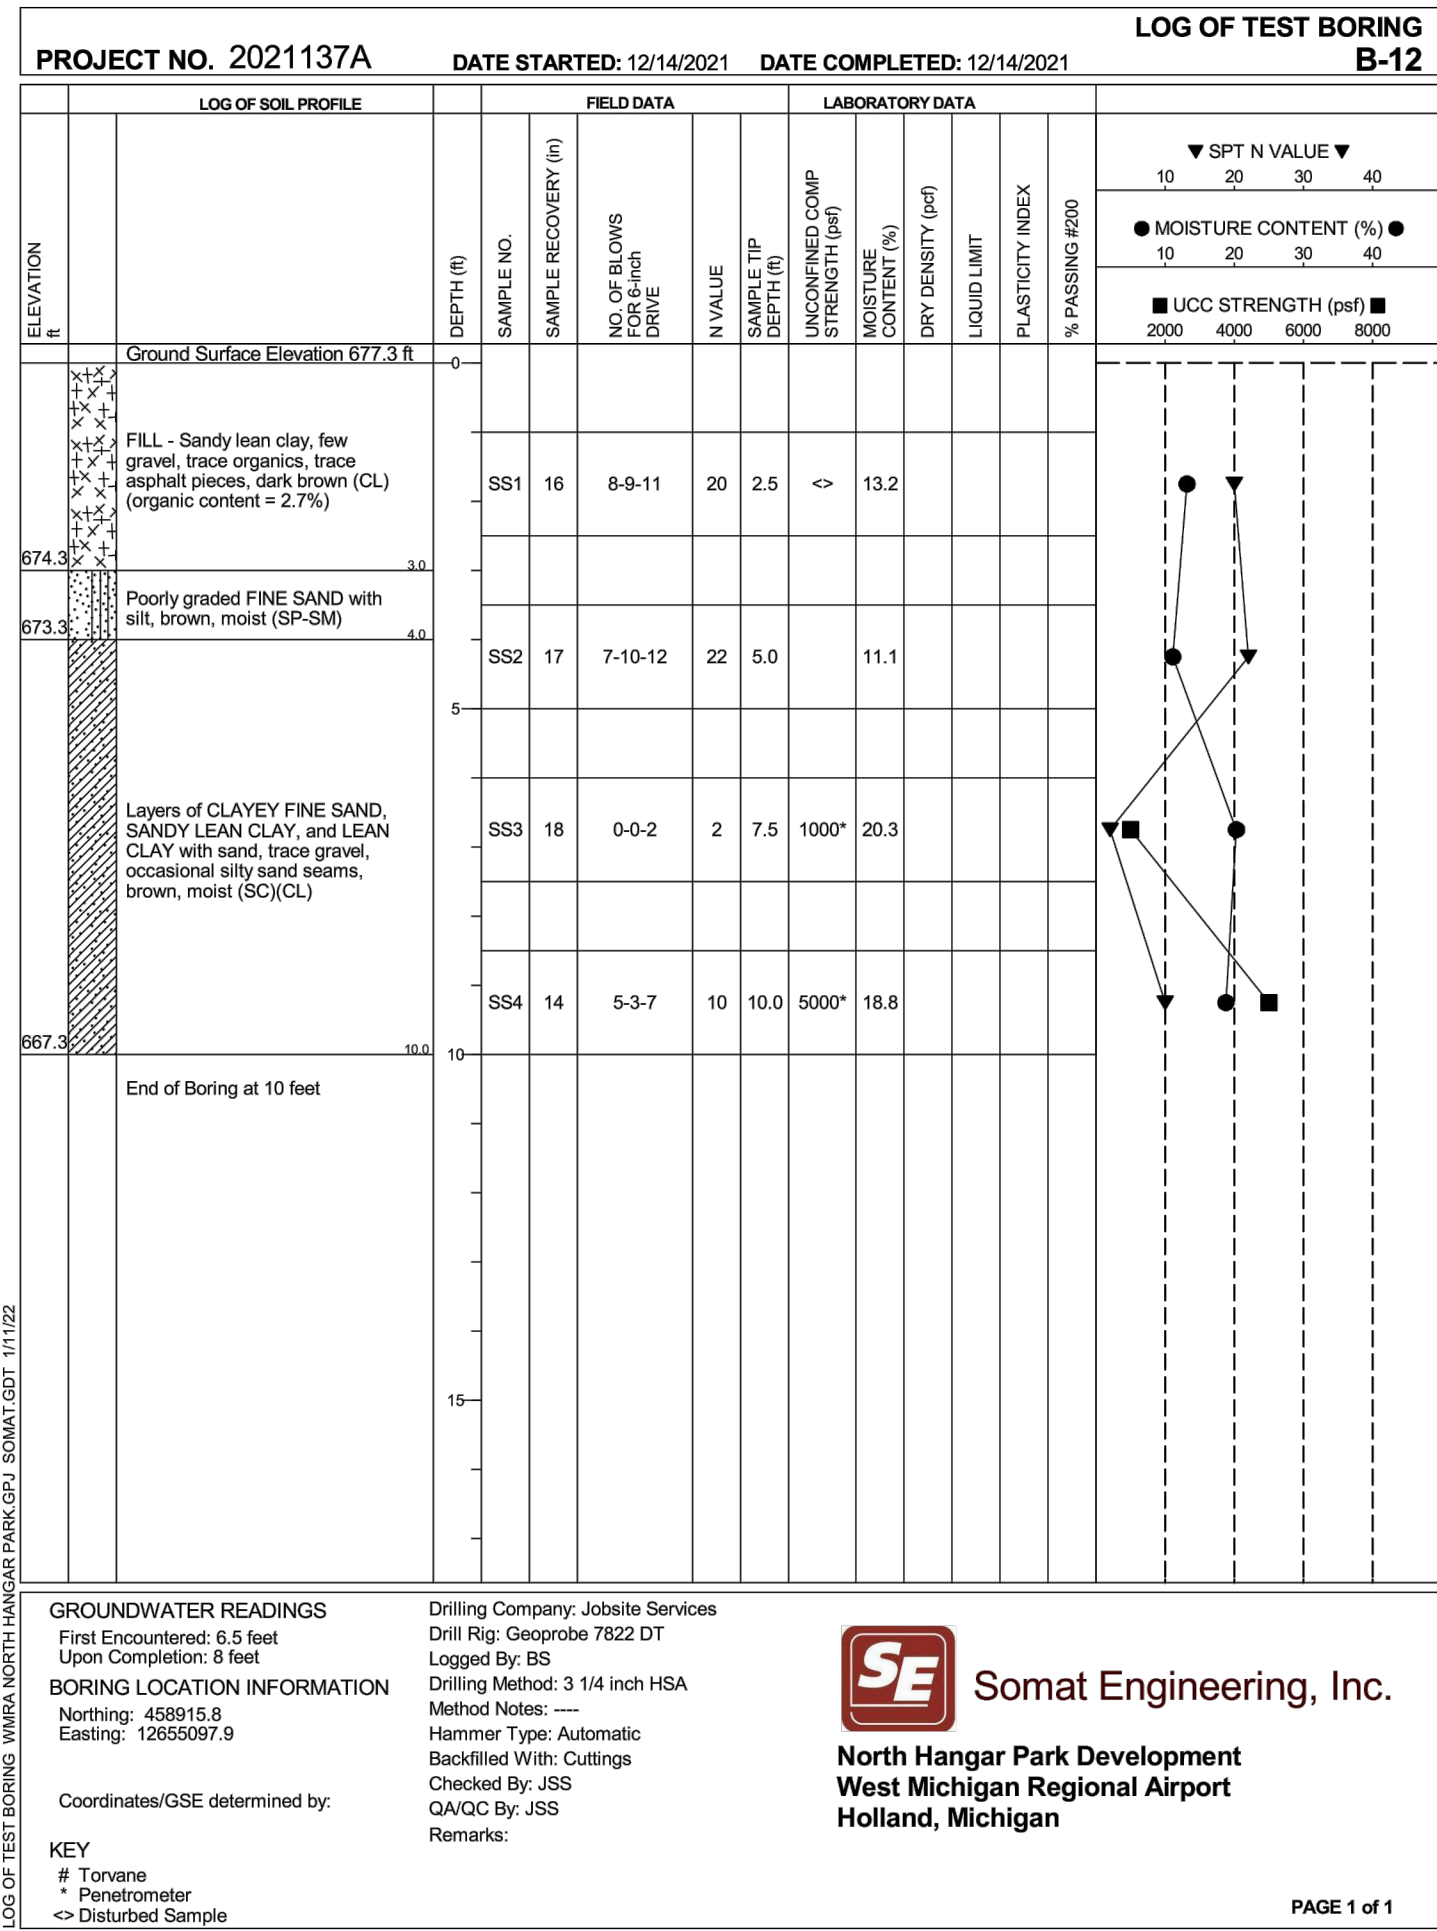 LOG OF TEST BORING
PROJECT NO. 2021137A DATE STARTED: 12/14/2021 DATE COMPLETED: 12/14/2021 B-12
LOG OF SOIL PROFILE FIELD DATA LABORATORY DATA
ELEVATION
ft
DEPTH (ft)
SAMPLE NO.
SAMPLE RECOVERY (in)
NO. OF BLOWS
FOR 6-inch
DRIVE
N VALUE
SAMPLE TIP
DEPTH (ft)
UNCONFINED COMP
STRENGTH (psf)
MOISTURE
CONTENT (%)
DRY DENSITY (pcf)
LIQUID LIMIT
PLASTICITY INDEX
% PASSING #200
▼ SPT N VALUE ▼
10 20 30 40
● MOISTURE CONTENT (%) ●
10 20 30 40
■ UCC STRENGTH (psf) ■
2000 4000 6000 8000
Ground Surface Elevation 677.3 ft
0
FILL - Sandy lean clay, few
gravel, trace organics, trace
asphalt pieces, dark brown (CL)
(organic content = 2.7%)
SS1 16 8-9-11 20 2.5 <> 13.2
674.3 3.0
Poorly graded FINE SAND with
silt, brown, moist (SP-SM)
673.3 4.0
SS2 17 7-10-12 22 5.0 11.1
5
Layers of CLAYEY FINE SAND,
SANDY LEAN CLAY, and LEAN
CLAY with sand, trace gravel,
occasional silty sand seams,
brown, moist (SC)(CL)
SS3 18 0-0-2 2 7.5 1000* 20.3
SS4 14 5-3-7 10 10.0 5000* 18.8
667.3 10.0 10
End of Boring at 10 feet
15
LOG OF TEST BORING WMRA NORTH HANGAR PARK.GPJ SOMAT.GDT 1/11/22
GROUNDWATER READINGS
First Encountered: 6.5 feet
Upon Completion: 8 feet
BORING LOCATION INFORMATION
Northing: 458915.8
Easting: 12655097.9
Coordinates/GSE determined by:
KEY
# Torvane
* Penetrometer
<> Disturbed Sample
Drilling Company: Jobsite Services
Drill Rig: Geoprobe 7822 DT
Logged By: BS
Drilling Method: 3 1/4 inch HSA
Method Notes: ----
Hammer Type: Automatic
Backfilled With: Cuttings
Checked By: JSS
QA/QC By: JSS
Remarks:
SE
Somat Engineering, Inc.
North Hangar Park Development
West Michigan Regional Airport
Holland, Michigan
PAGE 1 of 1